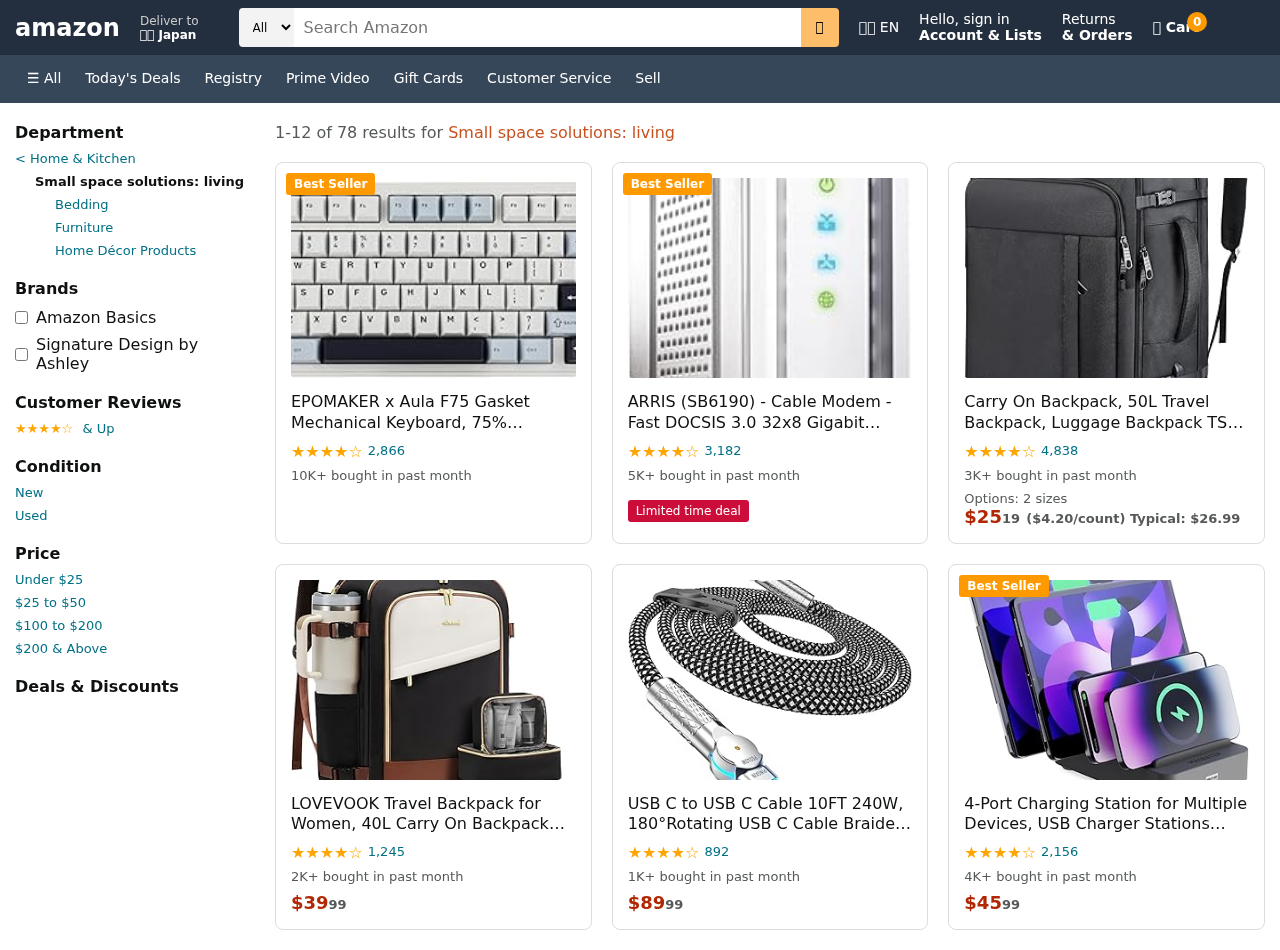 amazon
Deliver to
Japan
All
Search Amazon
EN
Hello, sign in
Account & Lists
Returns
& Orders
0
☰ All
Today's Deals
Registry
Prime Video
Gift Cards
Customer Service
Sell
Department
< Home & Kitchen
Small space solutions: living
Bedding
Furniture
Home Décor Products
Brands
Amazon Basics
Signature Design by
Ashley
Customer Reviews
★★★★☆ & Up
Condition
New
Used
Price
Under $25
$25 to $50
$100 to $200
$200 & Above
Deals & Discounts
1-12 of 78 results for Small space solutions: living
Best Seller
EPOMAKER x Aula F75 Gasket
Mechanical Keyboard, 75%…
★★★★☆ 2,866
10K+ bought in past month
Best Seller
ARRIS (SB6190) - Cable Modem -
Fast DOCSIS 3.0 32x8 Gigabit…
★★★★☆ 3,182
5K+ bought in past month
Limited time deal
Carry On Backpack, 50L Travel
Backpack, Luggage Backpack TS…
★★★★☆ 4,838
3K+ bought in past month
Options: 2 sizes
$25 19 ($4.20/count) Typical: $26.99
LOVEVOOK Travel Backpack for
Women, 40L Carry On Backpack…
★★★★☆ 1,245
2K+ bought in past month
$39 99
USB C to USB C Cable 10FT 240W,
180°Rotating USB C Cable Braide…
★★★★☆ 892
1K+ bought in past month
$89 99
Best Seller
4-Port Charging Station for Multiple
Devices, USB Charger Stations…
★★★★☆ 2,156
4K+ bought in past month
$45 99